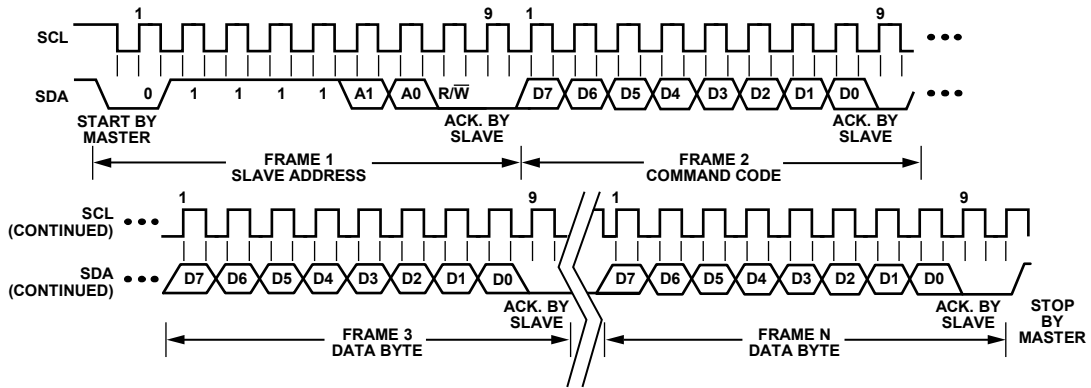 1 9 1 9
SCL
SDA 0 1 1 1 1 A1 A0 R/W̅ D7 D6 D5 D4 D3 D2 D1 D0
START BY
MASTER
ACK. BY
SLAVE
ACK. BY
SLAVE
FRAME 1
SLAVE ADDRESS
FRAME 2
COMMAND CODE
1 9 1 9
SCL
(CONTINUED)
SDA
(CONTINUED)
D7 D6 D5 D4 D3 D2 D1 D0 D7 D6 D5 D4 D3 D2 D1 D0
ACK. BY
SLAVE
ACK. BY
SLAVE
STOP
BY
MASTER
FRAME 3
DATA BYTE
FRAME N
DATA BYTE